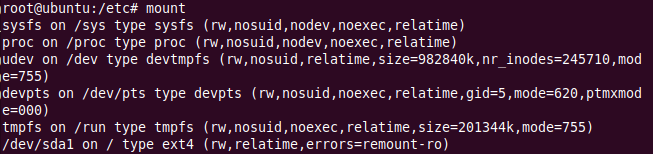 root@ubuntu:/etc# mount
sysfs on /sys type sysfs (rw,nosuid,nodev,noexec,relatime)
proc on /proc type proc (rw,nosuid,nodev,noexec,relatime)
udev on /dev type devtmpfs (rw,nosuid,relatime,size=982840k,nr_inodes=245710,mod
e=755)
devpts on /dev/pts type devpts (rw,nosuid,noexec,relatime,gid=5,mode=620,ptmxmod
e=000)
tmpfs on /run type tmpfs (rw,nosuid,noexec,relatime,size=201344k,mode=755)
/dev/sda1 on / type ext4 (rw,relatime,errors=remount-ro)